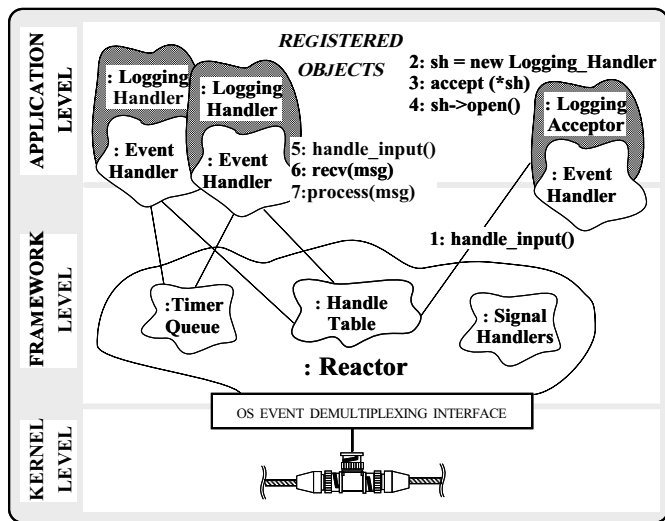 APPLICATION
LEVEL
REGISTERED
OBJECTS
: Logging
Handler
: Event
Handler
: Logging
Handler
: Event
Handler
2: sh = new Logging_Handler
3: accept (*sh)
4: sh->open()
: Logging
Acceptor
: Event
Handler
5: handle_input()
6: recv(msg)
7:process(msg)
1: handle_input()
FRAMEWORK
LEVEL
:Timer
Queue
: Handle
Table
: Signal
Handlers
: Reactor
OS EVENT DEMULTIPLEXING INTERFACE
KERNEL
LEVEL